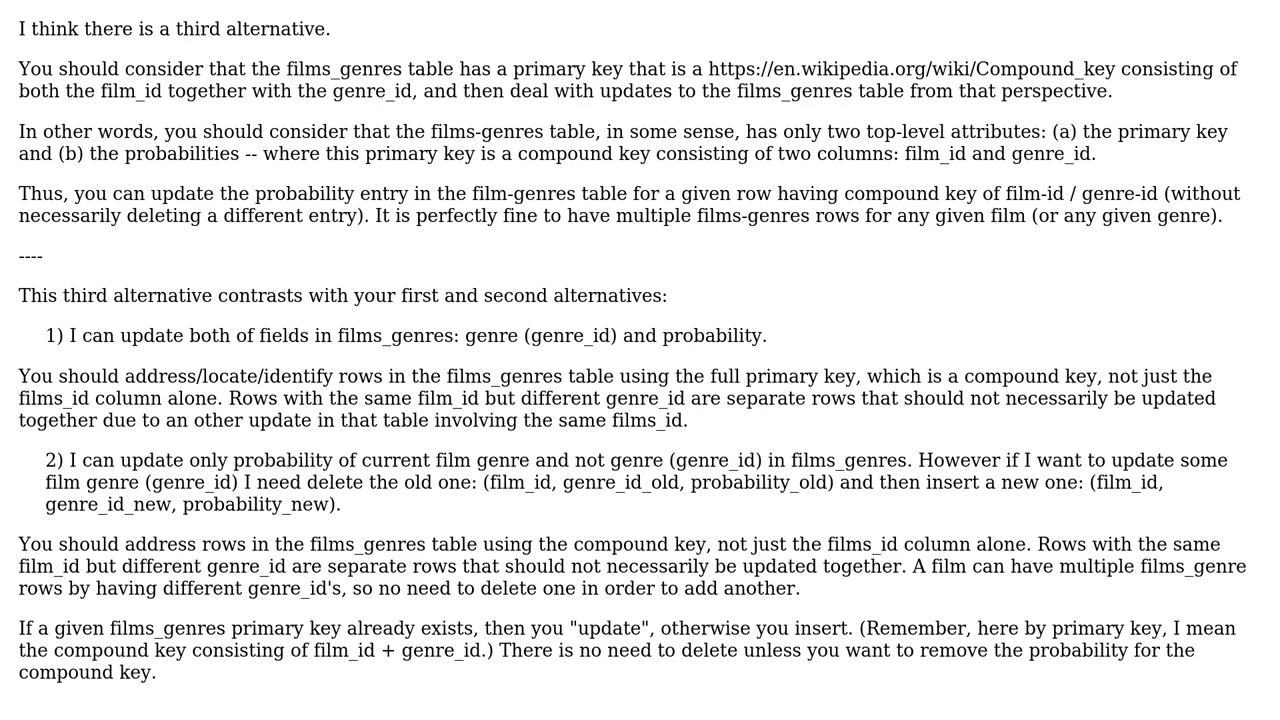 I think there is a third alternative.
You should consider that the films_genres table has a primary key that is a https://en.wikipedia.org/wiki/Compound_key consisting of
both the film_id together with the genre_id, and then deal with updates to the films_genres table from that perspective.
In other words, you should consider that the films-genres table, in some sense, has only two top-level attributes: (a) the primary key
and (b) the probabilities -- where this primary key is a compound key consisting of two columns: film_id and genre_id.
Thus, you can update the probability entry in the film-genres table for a given row having compound key of film-id / genre-id (without
necessarily deleting a different entry). It is perfectly fine to have multiple films-genres rows for any given film (or any given genre).
----
This third alternative contrasts with your first and second alternatives:
1) I can update both of fields in films_genres: genre (genre_id) and probability.
You should address/locate/identify rows in the films_genres table using the full primary key, which is a compound key, not just the
films_id column alone. Rows with the same film_id but different genre_id are separate rows that should not necessarily be updated
together due to an other update in that table involving the same films_id.
2) I can update only probability of current film genre and not genre (genre_id) in films_genres. However if I want to update some
film genre (genre_id) I need delete the old one: (film_id, genre_id_old, probability_old) and then insert a new one: (film_id,
genre_id_new, probability_new).
You should address rows in the films_genres table using the compound key, not just the films_id column alone. Rows with the same
film_id but different genre_id are separate rows that should not necessarily be updated together. A film can have multiple films_genre
rows by having different genre_id's, so no need to delete one in order to add another.
If a given films_genres primary key already exists, then you "update", otherwise you insert. (Remember, here by primary key, I mean
the compound key consisting of film_id + genre_id.) There is no need to delete unless you want to remove the probability for the
compound key.